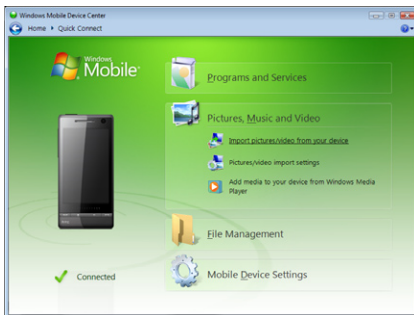 Windows Mobile Device Center
Home ▸ Quick Connect
Windows
Mobile®
Programs and Services
Pictures, Music and Video
Import pictures/video from your device
Pictures/video import settings
Add media to your device from Windows Media
Player
File Management
Mobile Device Settings
Connected